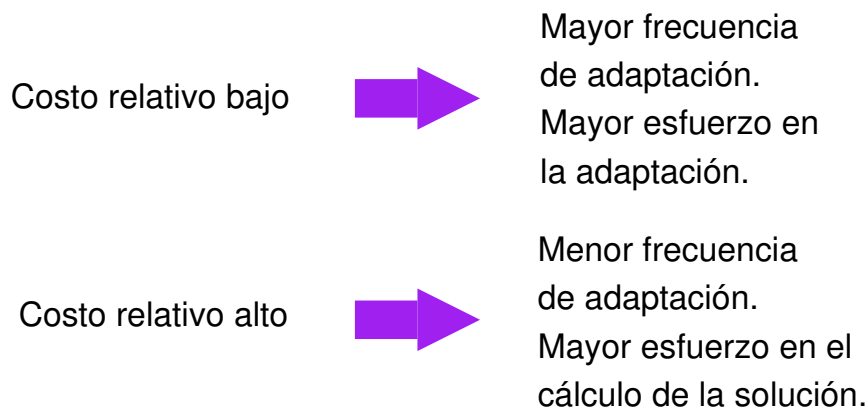 Costo relativo bajo
Mayor frecuencia
de adaptación.
Mayor esfuerzo en
la adaptación.
Costo relativo alto
Menor frecuencia
de adaptación.
Mayor esfuerzo en el
cálculo de la solución.